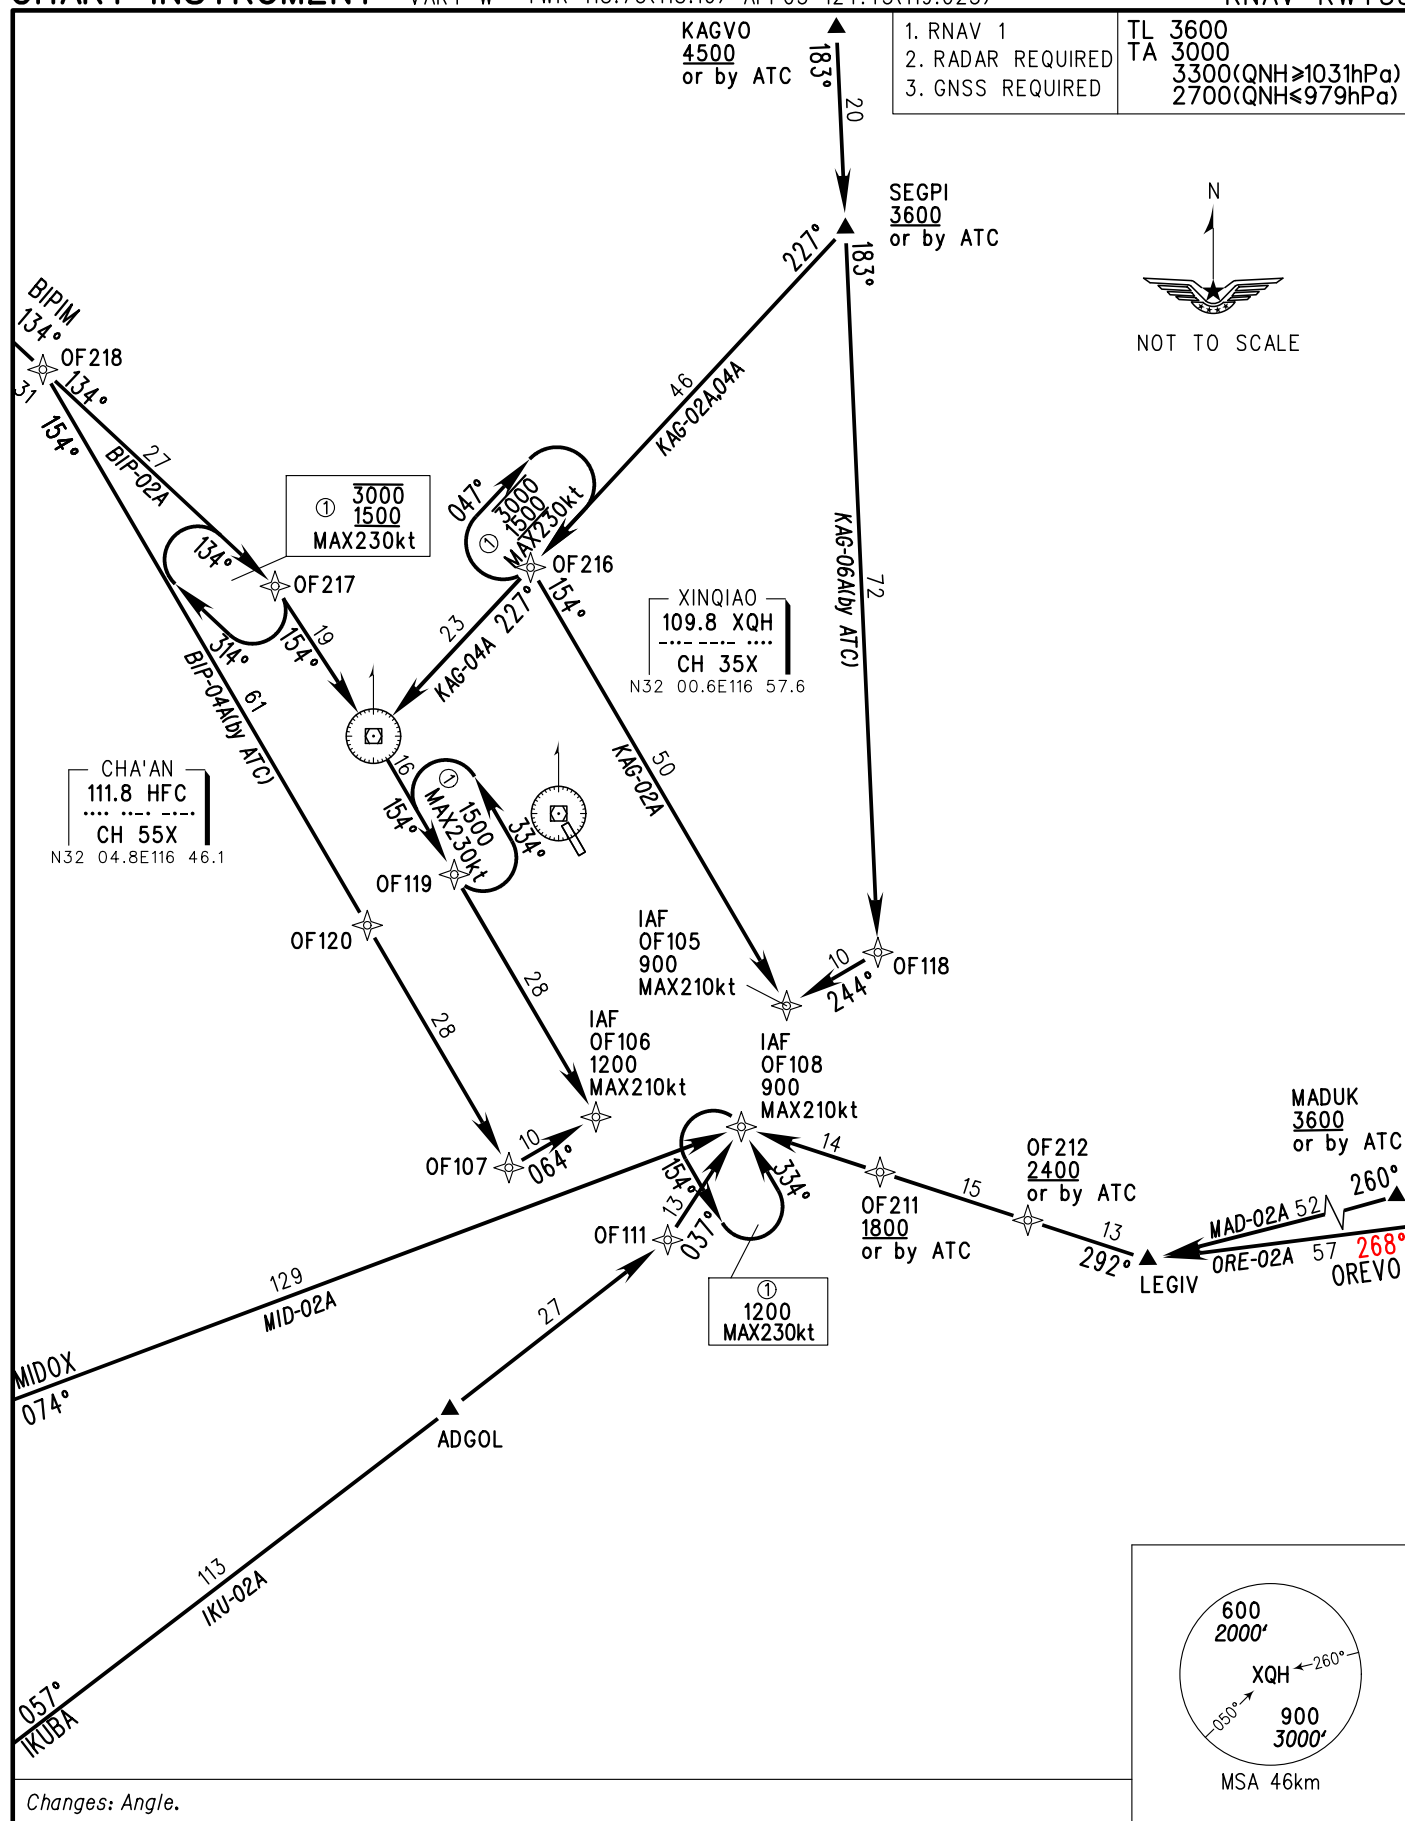 KAGVO
4500
or by ATC
183°
20
1. RNAV 1
2. RADAR REQUIRED
3. GNSS REQUIRED
TL 3600
TA 3000
3300(QNH≥1031hPa)
2700(QNH≤979hPa)
SEGPI
3600
or by ATC
227°
183°
N
NOT TO SCALE
BIPIM
134°
OF218
31
134°
154°
27
BIP-02A
46
KAG-02A,04A
① 3000
1500
MAX230kt
134°
OF217
314°
154°
19
047°
① 3000
1500
MAX230kt
OF216
227°
154°
23
KAG-04A
KAG-06A(by ATC)
72
XINQIAO
109.8 XQH
-··- --·- ····
CH 35X
N32 00.6E116 57.6
BIP-04A(by ATC)
61
CHA'AN
111.8 HFC
···· ··-· -·-·
CH 55X
N32 04.8E116 46.1
16
154°
①
1500
MAX230kt
334°
OF119
50
KAG-02A
OF120
28
28
IAF
OF105
900
MAX210kt
10
244°
OF118
IAF
OF106
1200
MAX210kt
IAF
OF108
900
MAX210kt
OF107
10
064°
154°
334°
14
OF211
1800
or by ATC
15
OF212
2400
or by ATC
MADUK
3600
or by ATC
260°
MAD-02A 52
ORE-02A 57
268°
OREVO
13
292°
LEGIV
OF111
13
037°
①
1200
MAX230kt
129
MID-02A
27
MIDOX
074°
ADGOL
113
IKU-02A
057°
IKUBA
600
2000'
XQH
260°
050°
900
3000'
MSA 46km
Changes: Angle.